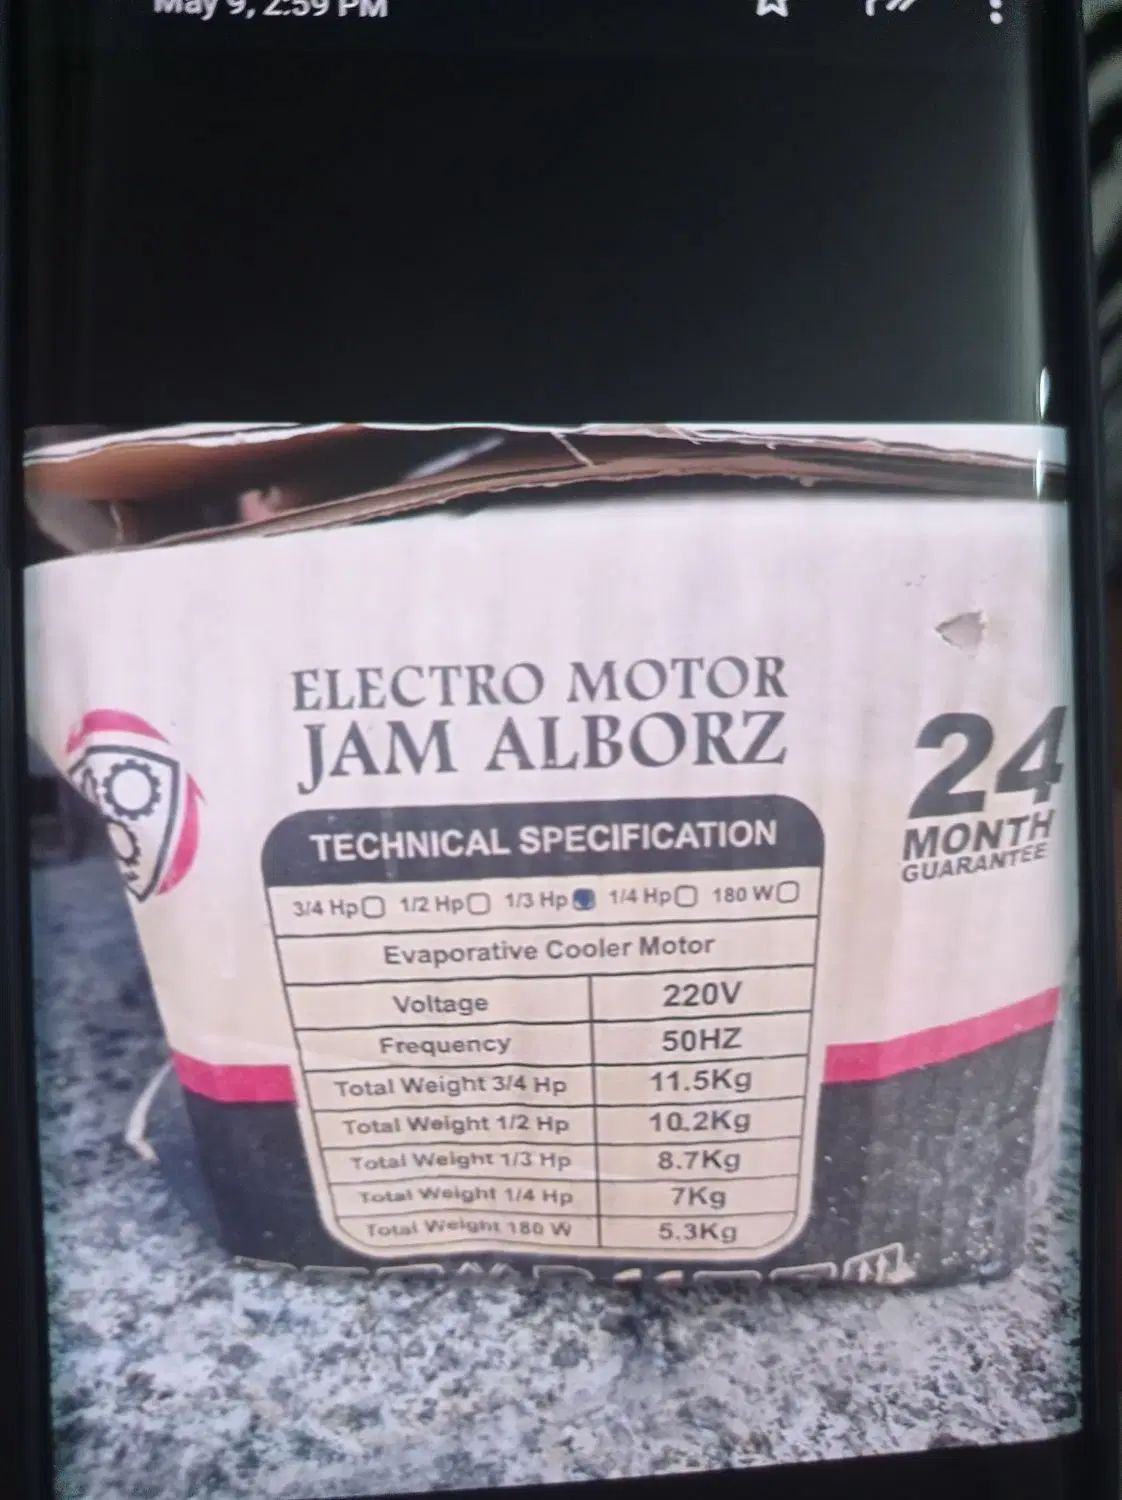 May 9, 2:59 PM
ELECTRO MOTOR
JAM ALBORZ
24
MONTH
GUARANTEE
TECHNICAL SPECIFICATION
3/4 Hp 1/2 Hp 1/3 Hp 1/4 Hp 180 W
Evaporative Cooler Motor
Voltage 220V
Frequency 50HZ
Total Weight 3/4 Hp 11.5Kg
Total Weight 1/2 Hp 10.2Kg
Total Weight 1/3 Hp 8.7Kg
Total Weight 1/4 Hp 7Kg
Total Weight 180 W 5.3Kg